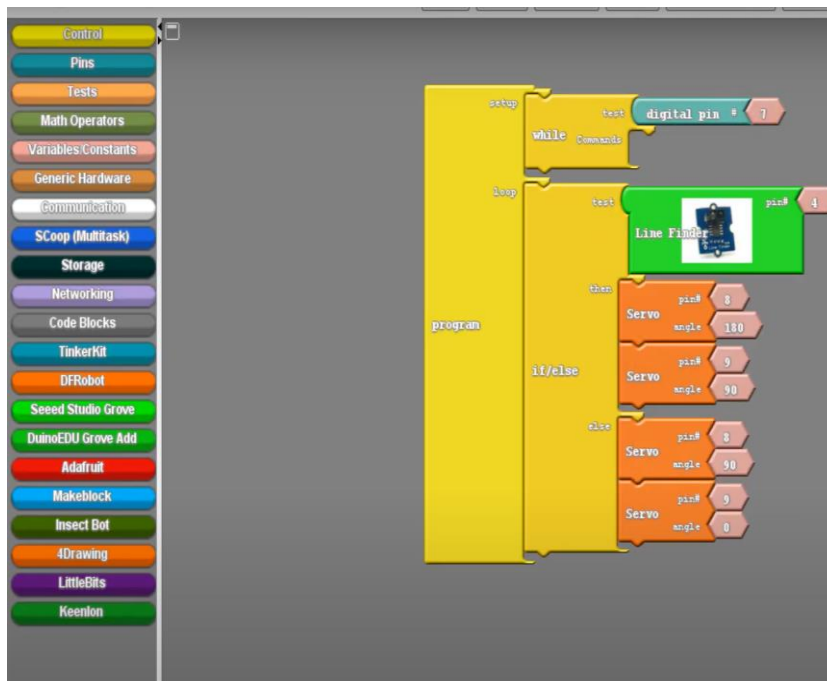 Control
Pins
Tests
Math Operators
Variables/Constants
Generic Hardware
Communication
SCoop (Multitask)
Storage
Networking
Code Blocks
TinkerKit
DFRobot
Seeed Studio Grove
DuinoEDU Grove Add
Adafruit
Makeblock
Insect Bot
4Drawing
LittleBits
Keenlon
program
setup
while
test
digital pin #
7
Commands
loop
if/else
test
Line Finder
pin#
4
then
Servo
pin#
8
angle
180
Servo
pin#
9
angle
90
else
Servo
pin#
8
angle
90
Servo
pin#
9
angle
0